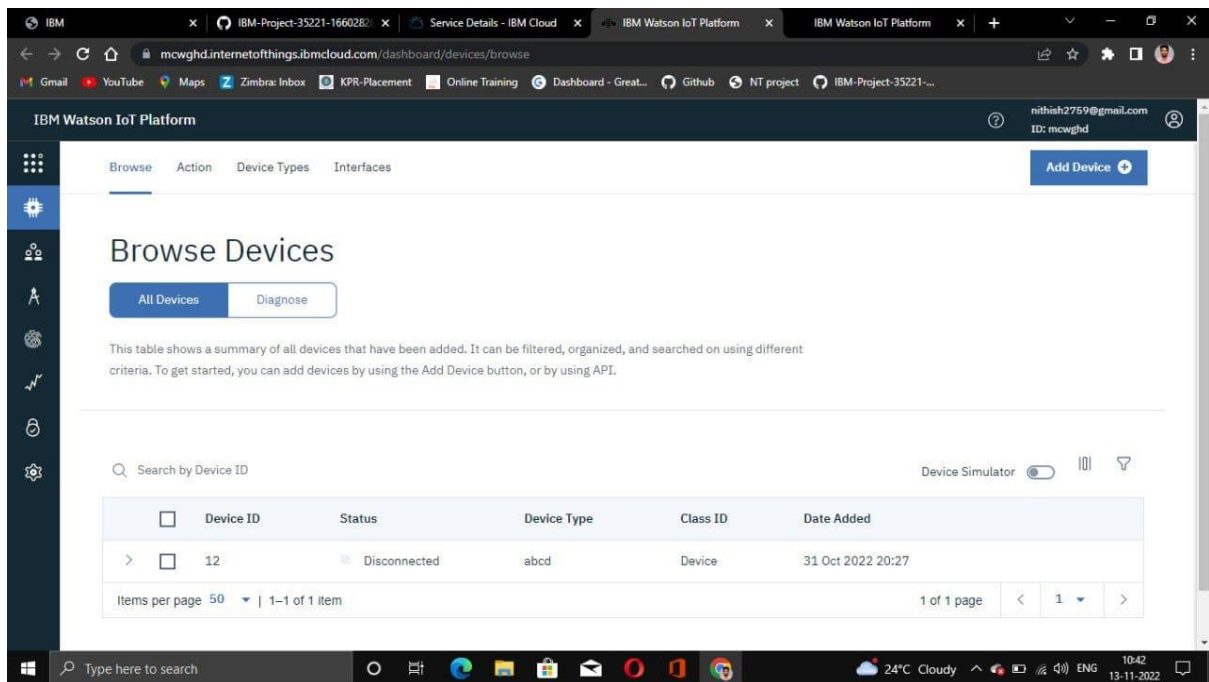 IBM
IBM-Project-35221-1660282
Service Details - IBM Cloud
IBM Watson IoT Platform
IBM Watson IoT Platform
mcwghd.internetofthings.ibmcloud.com/dashboard/devices/browse
Gmail YouTube Maps Zimbra: Inbox KPR-Placement Online Training Dashboard - Great... Github NT project IBM-Project-35221-...
IBM Watson IoT Platform
nithish2759@gmail.com
ID: mcwghd
Browse Action Device Types Interfaces
Add Device
Browse Devices
All Devices Diagnose
This table shows a summary of all devices that have been added. It can be filtered, organized, and searched on using different
criteria. To get started, you can add devices by using the Add Device button, or by using API.
Search by Device ID
Device Simulator
Device ID Status Device Type Class ID Date Added
12 Disconnected abcd Device 31 Oct 2022 20:27
Items per page 50 | 1–1 of 1 item
1 of 1 page 1
Type here to search
24°C Cloudy ENG
10:42
13-11-2022